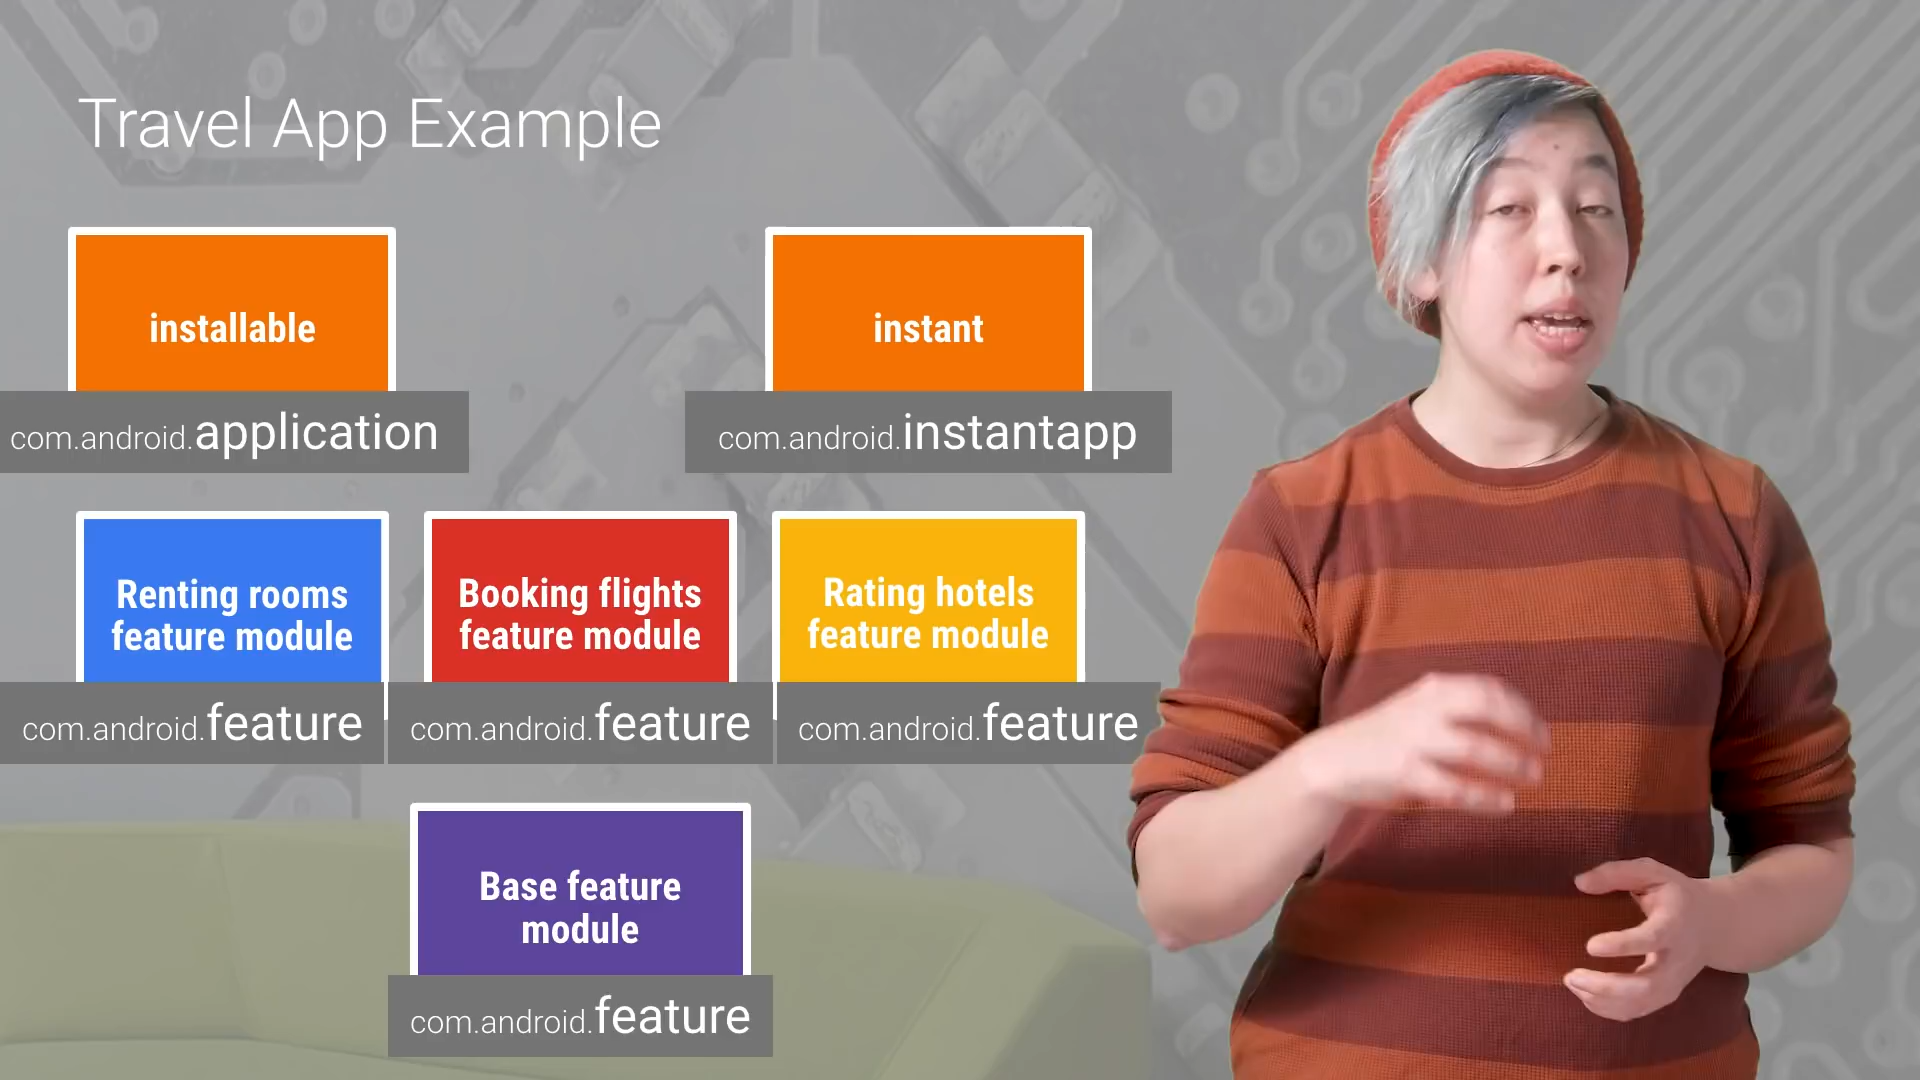 Travel App Example
installable
instant
com.android.application
com.android.instantapp
Renting rooms
feature module
Booking flights
feature module
Rating hotels
feature module
com.android.feature
com.android.feature
com.android.feature
Base feature
module
com.android.feature